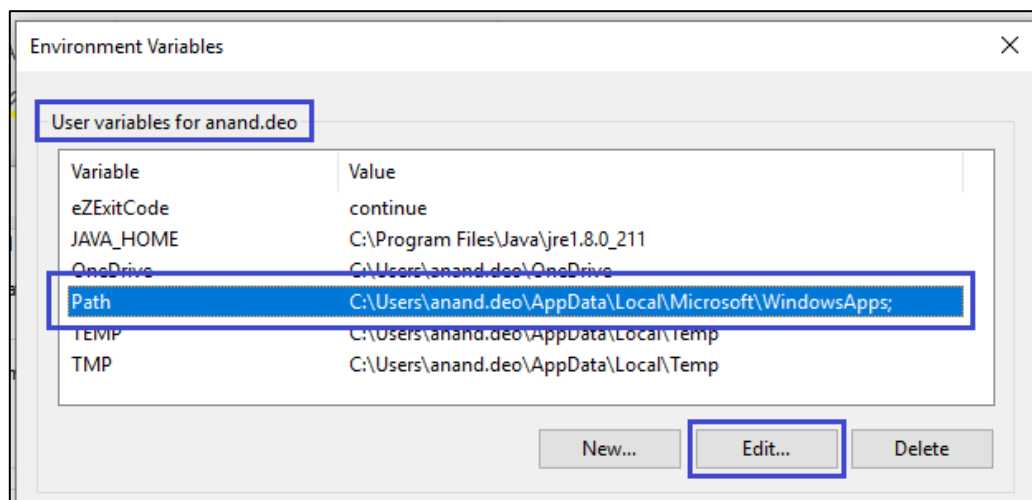 Environment Variables
User variables for anand.deo
Variable Value
eZExitCode continue
JAVA_HOME C:\Program Files\Java\jre1.8.0_211
OneDrive C:\Users\anand.deo\OneDrive
Path C:\Users\anand.deo\AppData\Local\Microsoft\WindowsApps;
TEMP C:\Users\anand.deo\AppData\Local\Temp
TMP C:\Users\anand.deo\AppData\Local\Temp
New... Edit... Delete